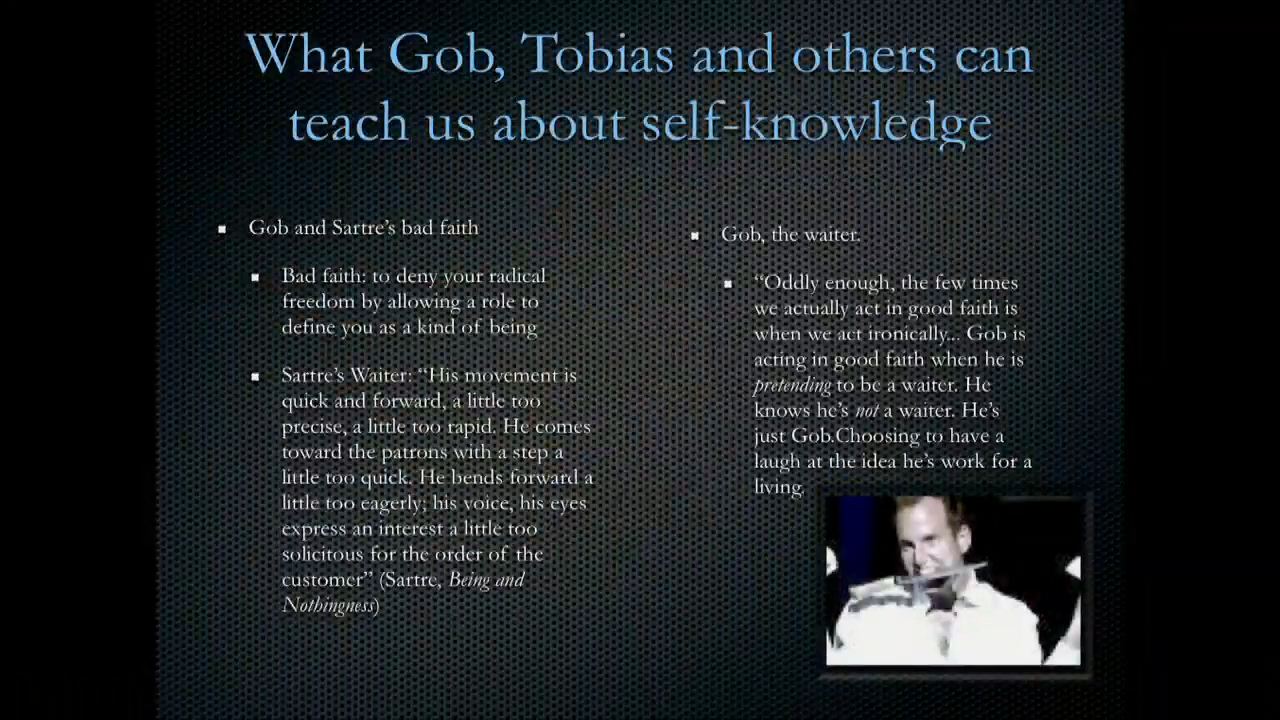 What Gob, Tobias and others can
teach us about self-knowledge
Gob and Sartre's bad faith
Bad faith: to deny your radical
freedom by allowing a role to
define you as a kind of being
Sartre's Waiter: “His movement is
quick and forward, a little too
precise, a little too rapid. He comes
toward the patrons with a step a
little too quick. He bends forward a
little too eagerly; his voice, his eyes
express an interest a little too
solicitous for the order of the
customer” (Sartre, Being and
Nothingness)
Gob, the waiter.
“Oddly enough, the few times
we actually act in good faith is
when we act ironically... Gob is
acting in good faith when he is
pretending to be a waiter. He
knows he's not a waiter. He's
just Gob.Choosing to have a
laugh at the idea he's work for a
living.